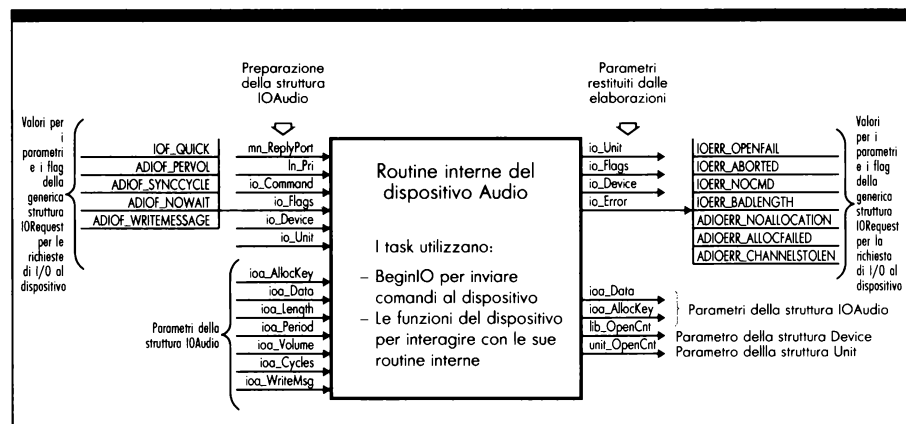 Preparazione
della struttura
IOAudio
Parametri
restituiti dalle
elaborazioni
Valori per
i
parametri
e i flag
della
generica
struttura
IORequest
per le
richieste
di I/O al
dispositivo
IOF_QUICK
ADIOF_PERVOL
ADIOF_SYNCCYCLE
ADIOF_NOWAIT
ADIOF_WRITEMESSAGE
mn_ReplyPort
ln_Pri
io_Command
io_Flags
io_Device
io_Unit
Parametri della
struttura IOAudio
ioa_AllocKey
ioa_Data
ioa_Length
ioa_Period
ioa_Volume
ioa_Cycles
ioa_WriteMsg
Routine interne del
dispositivo Audio
I task utilizzano:
– BeginIO per inviare
comandi al dispositivo
– Le funzioni del dispositivo
per interagire con le sue
routine interne
io_Unit
io_Flags
io_Device
io_Error
IOERR_OPENFAIL
IOERR_ABORTED
IOERR_NOCMD
IOERR_BADLENGTH
ADIOERR_NOALLOCATION
ADIOERR_ALLOCFAILED
ADIOERR_CHANNELSTOLEN
Valori
per i
parametri
e i flag
della
generica
struttura
IORequest
per la
richiesta
di I/O al
dispositivo
ioa_Data
ioa_AllocKey
lib_OpenCnt
unit_OpenCnt
Parametri della struttura IOAudio
Parametro della struttura Device
Parametro dellla struttura Unit